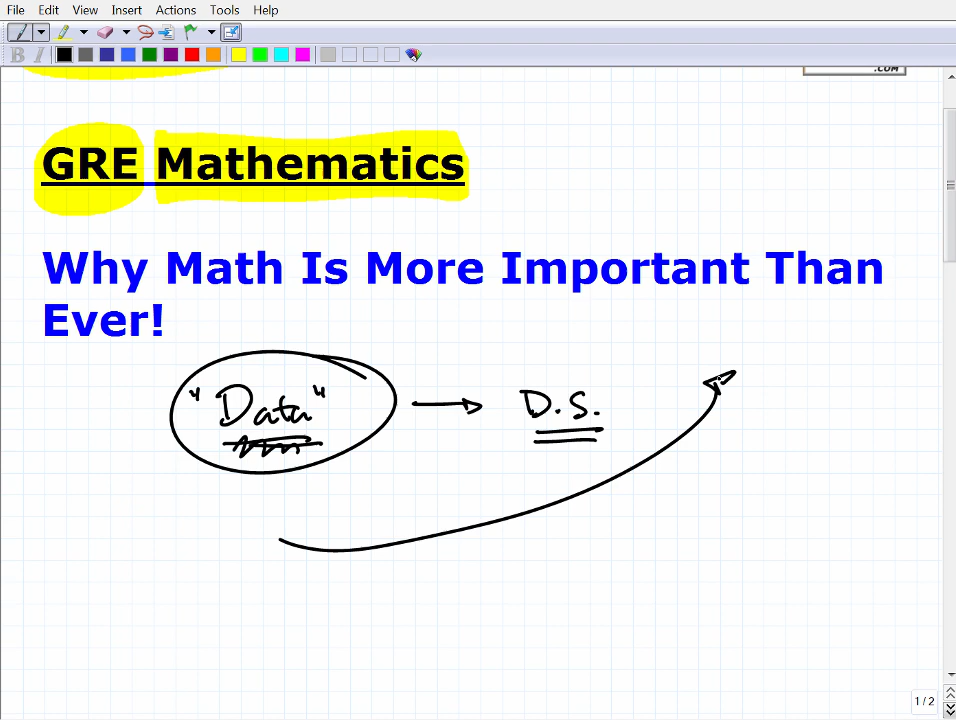 File Edit View Insert Actions Tools Help
B I
.COM
GRE Mathematics
Why Math Is More Important Than
Ever!
"Data" → D.S.
1 / 2